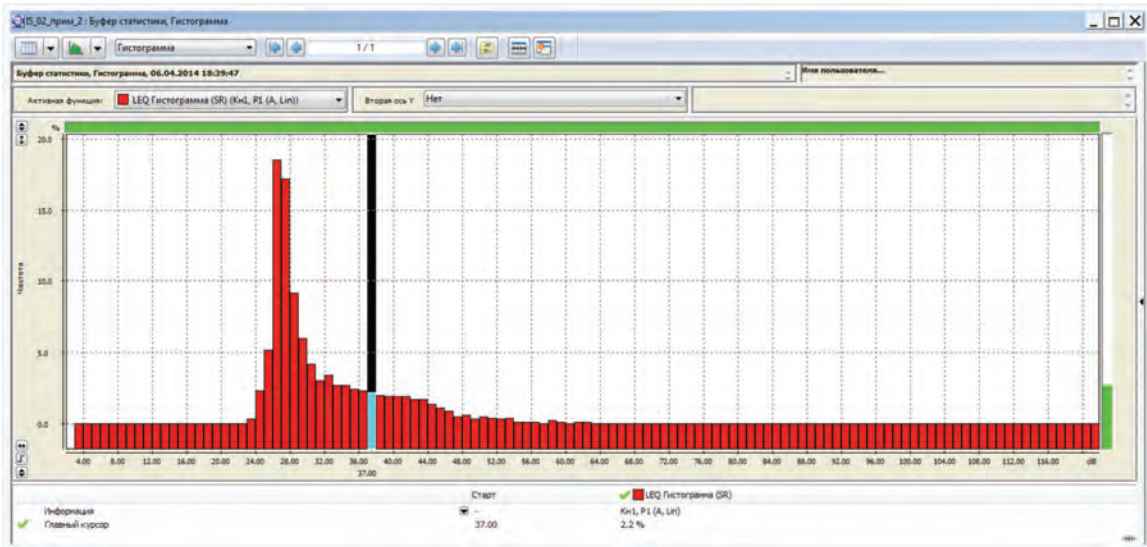 IS_02_прим_2 : Буфер статистики, Гистограмма
Гистограмма 1 / 1
Буфер статистики, Гистограмма, 06.04.2014 18:39:47 Имя пользователя...
Активная функция: LEQ Гистограмма (SR) (Кн1, P1 (A, Lin)) Вторая ось Y Нет
%
20.0
15.0
10.0
5.0
0.0
Частота
4.00 8.00 12.00 16.00 20.00 24.00 28.00 32.00 36.00 40.00 44.00 48.00 52.00 56.00 60.00 64.00 68.00 72.00 76.00 80.00 84.00 88.00 92.00 96.00 100.00 104.00 108.00 112.00 116.00 dB
37.00
Старт LEQ Гистограмма (SR)
Информация - Кн1, P1 (A, Lin)
Главный курсор 37.00 2.2 %